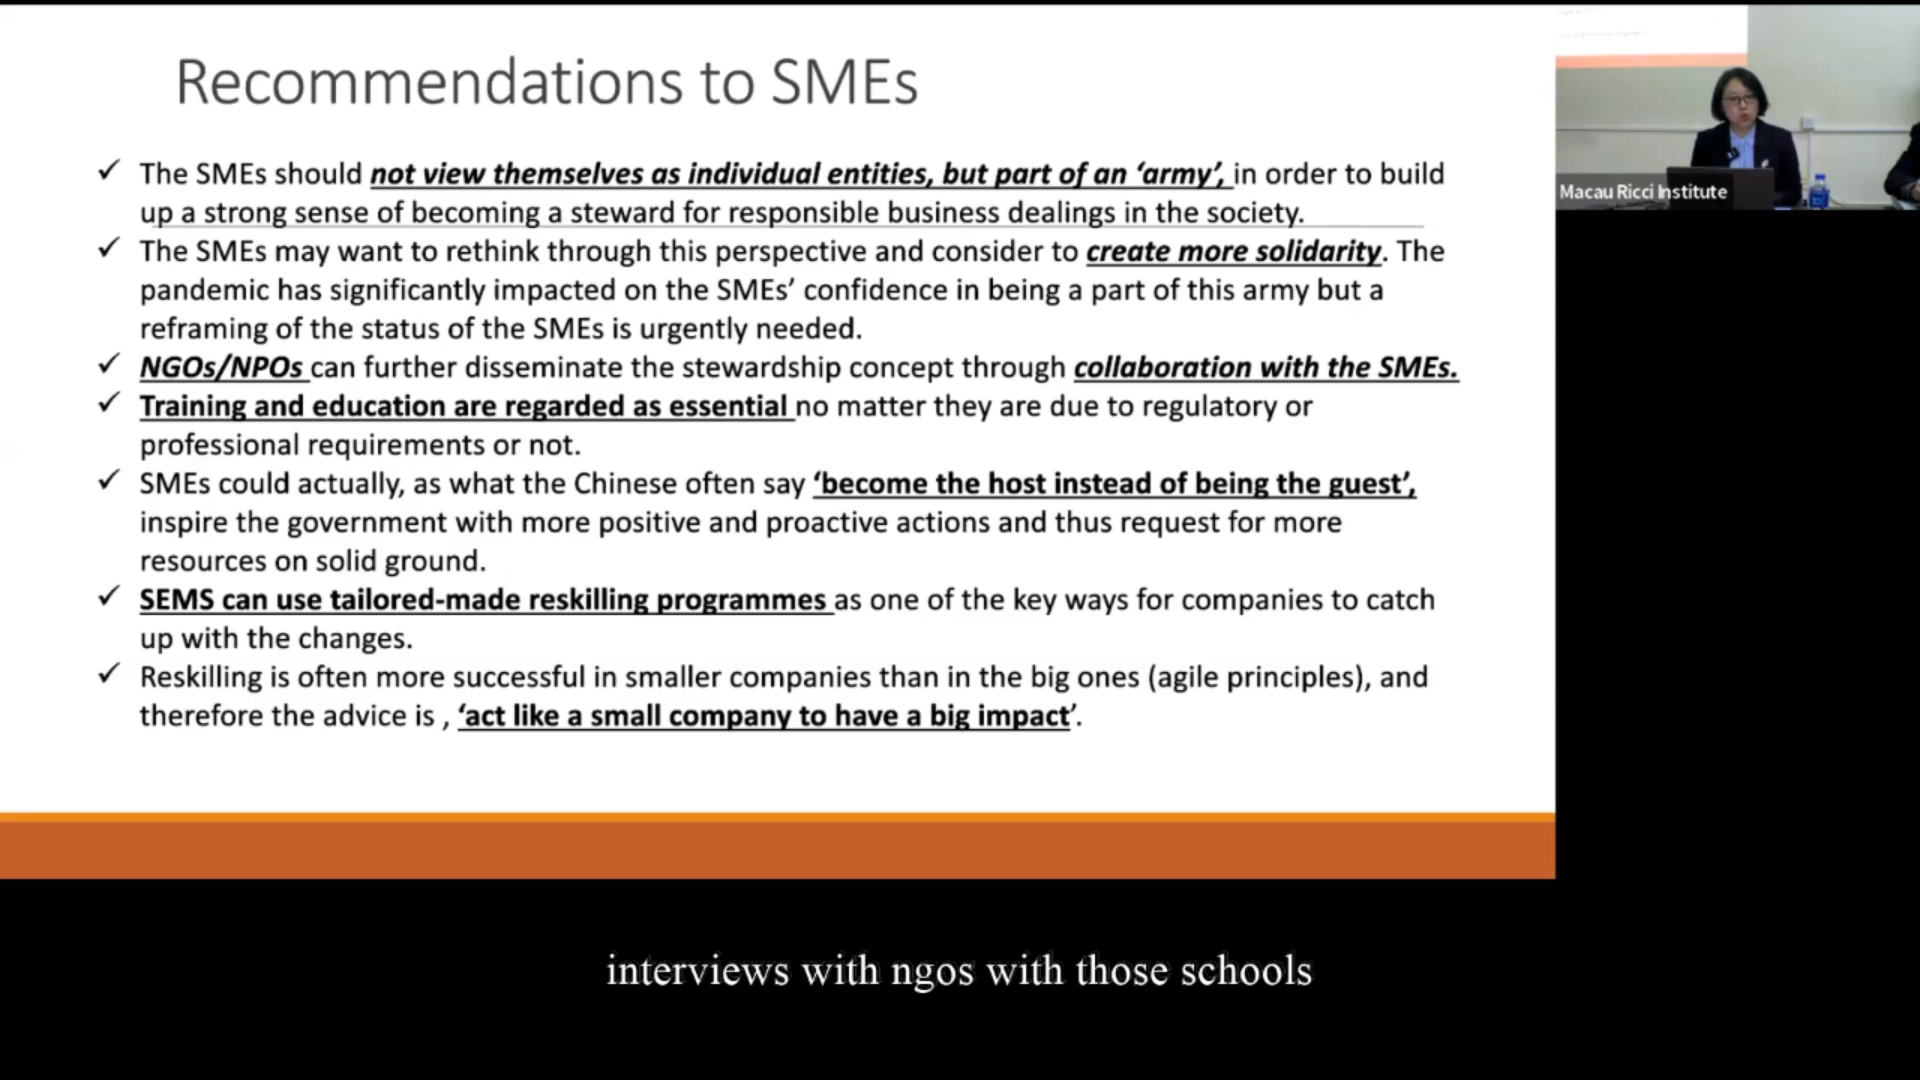 Recommendations to SMEs
✓ The SMEs should not view themselves as individual entities, but part of an ‘army’, in order to build
up a strong sense of becoming a steward for responsible business dealings in the society.
✓ The SMEs may want to rethink through this perspective and consider to create more solidarity. The
pandemic has significantly impacted on the SMEs’ confidence in being a part of this army but a
reframing of the status of the SMEs is urgently needed.
✓ NGOs/NPOs can further disseminate the stewardship concept through collaboration with the SMEs.
✓ Training and education are regarded as essential no matter they are due to regulatory or
professional requirements or not.
✓ SMEs could actually, as what the Chinese often say ‘become the host instead of being the guest’,
inspire the government with more positive and proactive actions and thus request for more
resources on solid ground.
✓ SEMS can use tailored-made reskilling programmes as one of the key ways for companies to catch
up with the changes.
✓ Reskilling is often more successful in smaller companies than in the big ones (agile principles), and
therefore the advice is , ‘act like a small company to have a big impact’.
Macau Ricci Institute
interviews with ngos with those schools